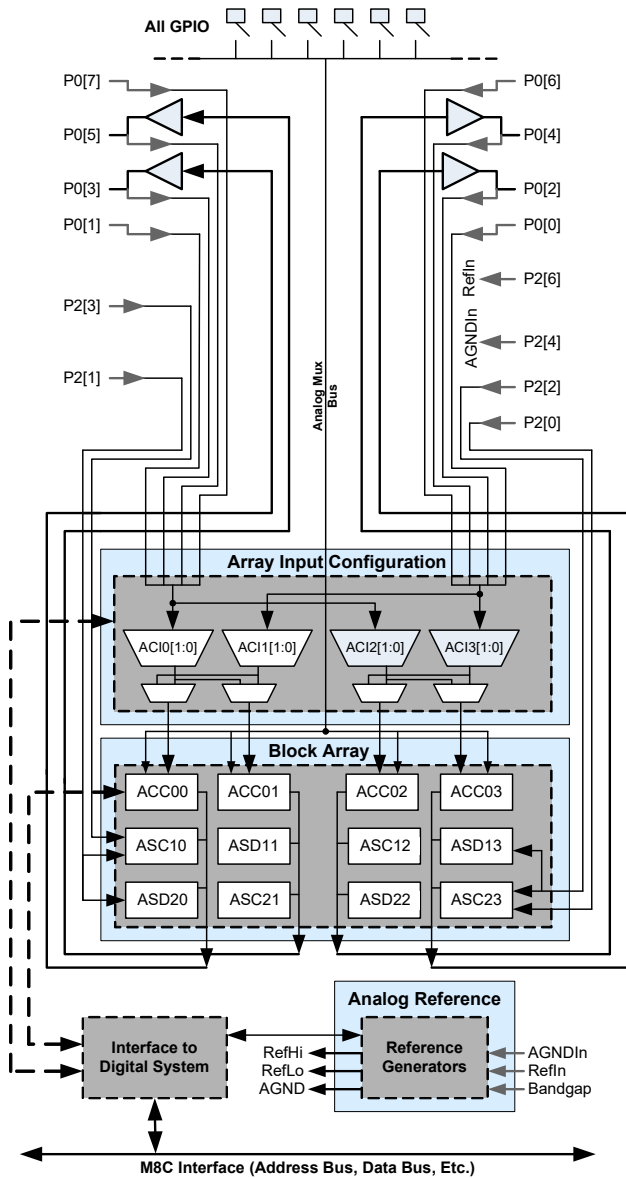 All GPIO
P0[7]
P0[6]
P0[5]
P0[4]
P0[3]
P0[2]
P0[1]
P0[0]
P2[6]
RefIn
P2[3]
P2[4]
AGNDIn
P2[1]
P2[2]
P2[0]
Analog Mux
Bus
Array Input Configuration
ACI0[1:0]
ACI1[1:0]
ACI2[1:0]
ACI3[1:0]
Block Array
ACC00
ACC01
ACC02
ACC03
ASC10
ASD11
ASC12
ASD13
ASD20
ASC21
ASD22
ASC23
Analog Reference
Interface to
Digital System
RefHi
RefLo
AGND
Reference
Generators
AGNDIn
RefIn
Bandgap
M8C Interface (Address Bus, Data Bus, Etc.)